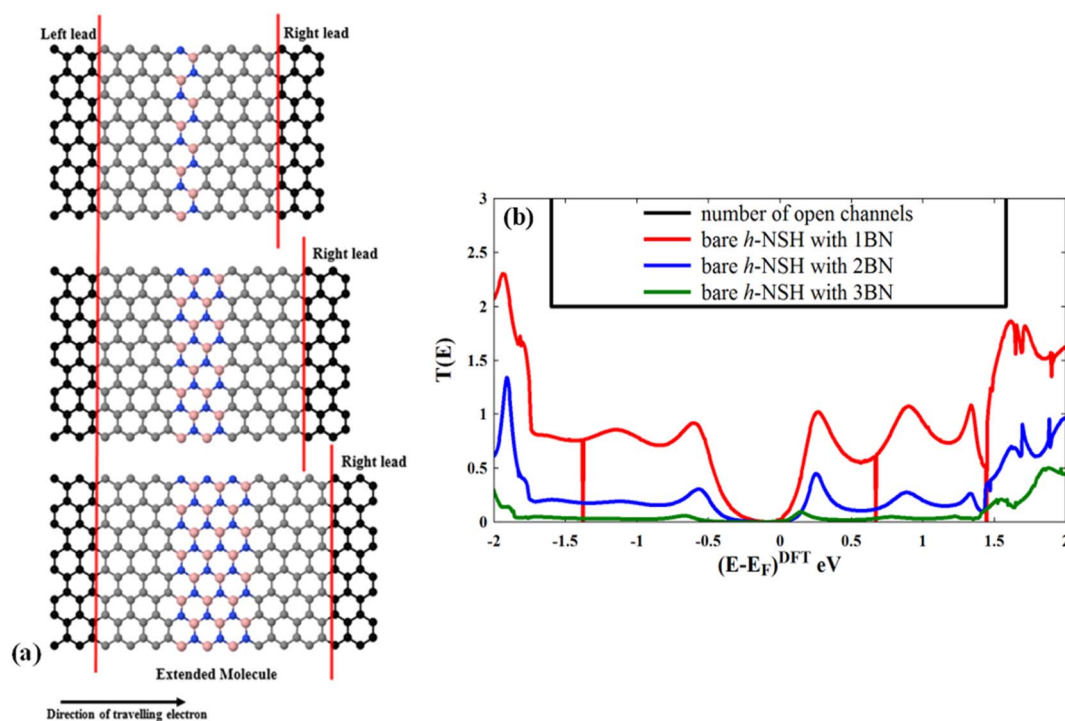 Left lead
Right lead
Right lead
Right lead
(a)
Extended Molecule
Direction of travelling electron
(b)
number of open channels
bare h-NSH with 1BN
bare h-NSH with 2BN
bare h-NSH with 3BN
T(E)
3
2.5
2
1.5
1
0.5
0
-2 -1.5 -1 -0.5 0 0.5 1 1.5 2
(E-EF)DFT eV